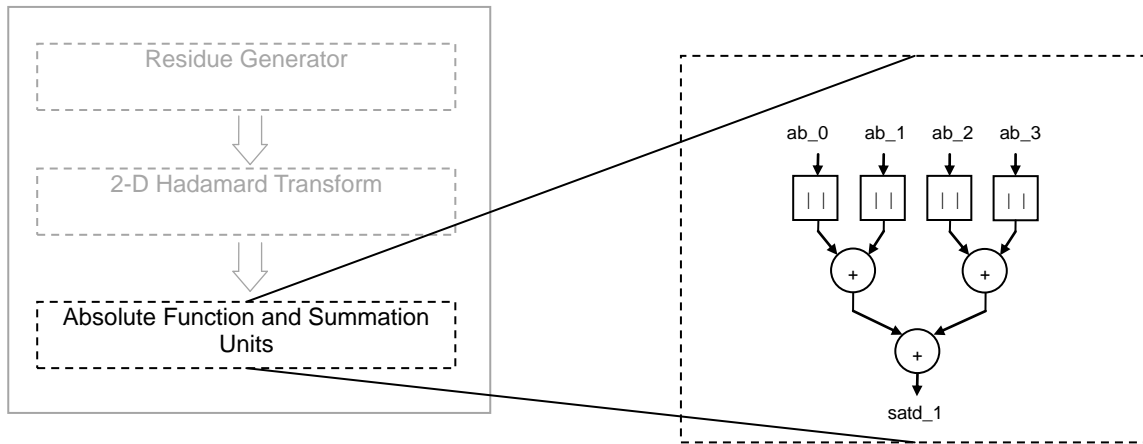 Residue Generator
2-D Hadamard Transform
Absolute Function and Summation
Units
ab_0 ab_1 ab_2 ab_3
| | | | | | | |
+ +
+
satd_1